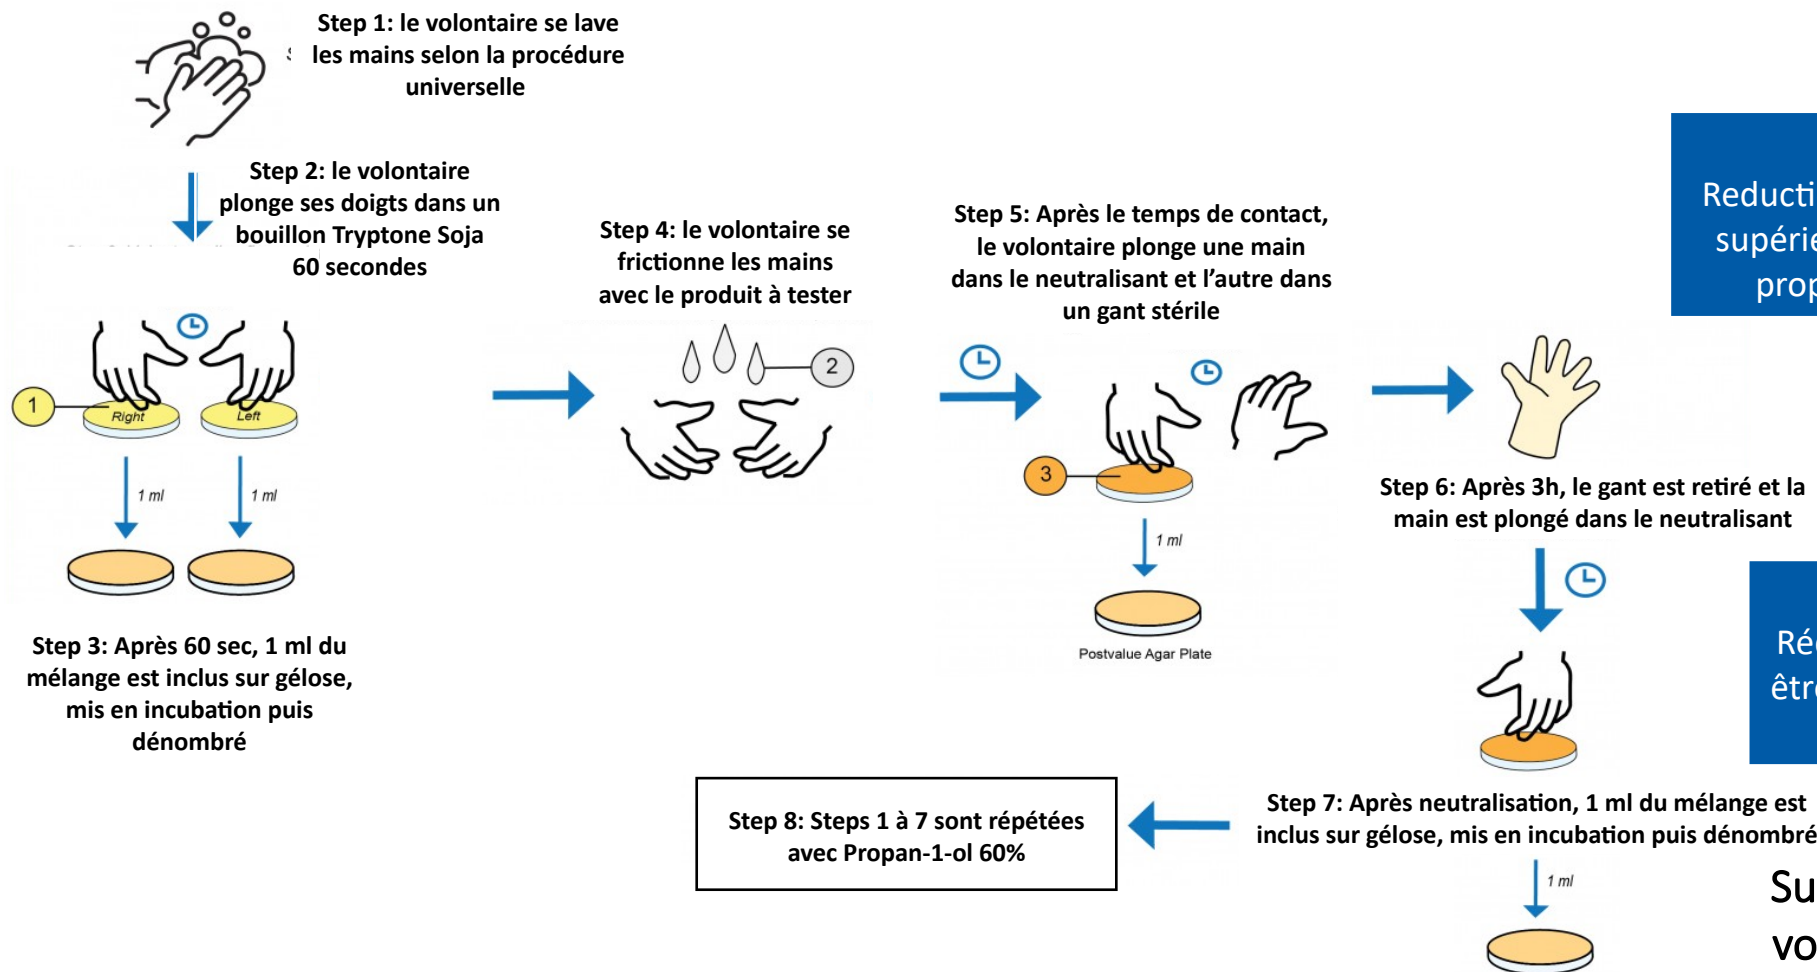 Step 1: le volontaire se lave
les mains selon la procédure
universelle
Step 2: le volontaire
plonge ses doigts dans un
bouillon Tryptone Soja
60 secondes
1
Right
Left
1 ml
1 ml
Step 3: Après 60 sec, 1 ml du
mélange est inclus sur gélose,
mis en incubation puis
dénombré
Step 4: le volontaire se
frictionne les mains
avec le produit à tester
2
Step 5: Après le temps de contact,
le volontaire plonge une main
dans le neutralisant et l’autre dans
un gant stérile
3
1 ml
Postvalue Agar Plate
Step 6: Après 3h, le gant est retiré et la
main est plongé dans le neutralisant
Step 7: Après neutralisation, 1 ml du mélange est
inclus sur gélose, mis en incubation puis dénombré
1 ml
Step 8: Steps 1 à 7 sont répétées
avec Propan-1-ol 60%
Reducti
supérie
prop
Ré
êtr
Su
vo